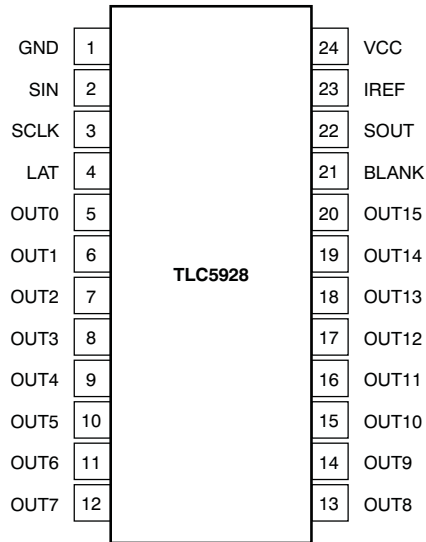 GND 1 24 VCC
SIN 2 23 IREF
SCLK 3 22 SOUT
LAT 4 21 BLANK
OUT0 5 20 OUT15
OUT1 6 19 OUT14
TLC5928
OUT2 7 18 OUT13
OUT3 8 17 OUT12
OUT4 9 16 OUT11
OUT5 10 15 OUT10
OUT6 11 14 OUT9
OUT7 12 13 OUT8